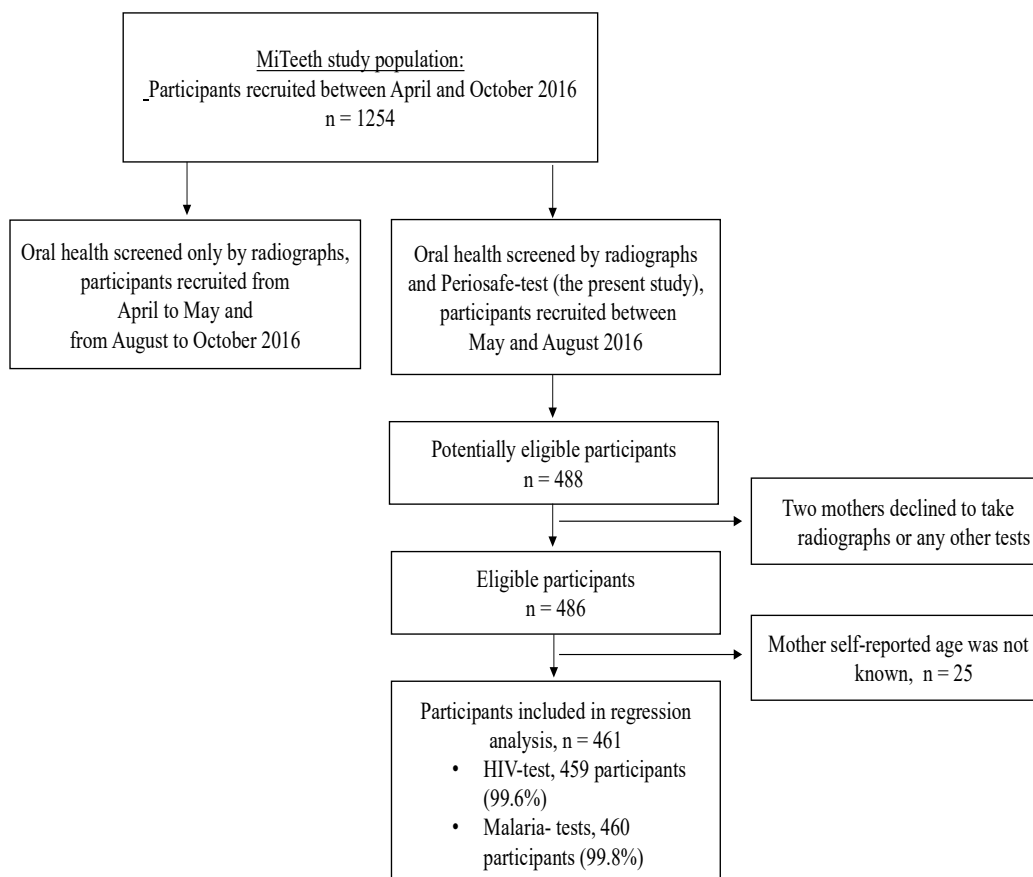 MiTeeth study population:
Participants recruited between April and October 2016
n = 1254
Oral health screened only by radiographs,
participants recruited from
April to May and
from August to October 2016
Oral health screened by radiographs
and Periosafe-test (the present study),
participants recruited between
May and August 2016
Potentially eligible participants
n = 488
Two mothers declined to take
radiographs or any other tests
Eligible participants
n = 486
Mother self-reported age was not
known, n = 25
Participants included in regression
analysis, n = 461
• HIV-test, 459 participants
(99.6%)
• Malaria- tests, 460
participants (99.8%)